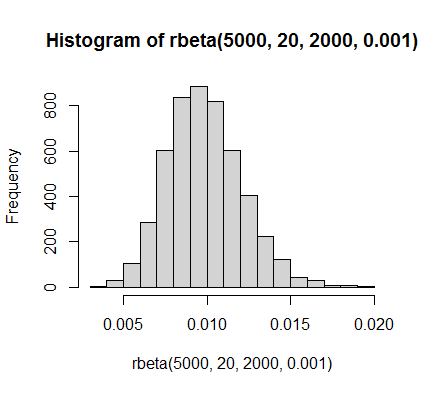 Histogram of rbeta(5000, 20, 2000, 0.001)
Frequency
800
600
400
200
0
0.005 0.010 0.015 0.020
rbeta(5000, 20, 2000, 0.001)